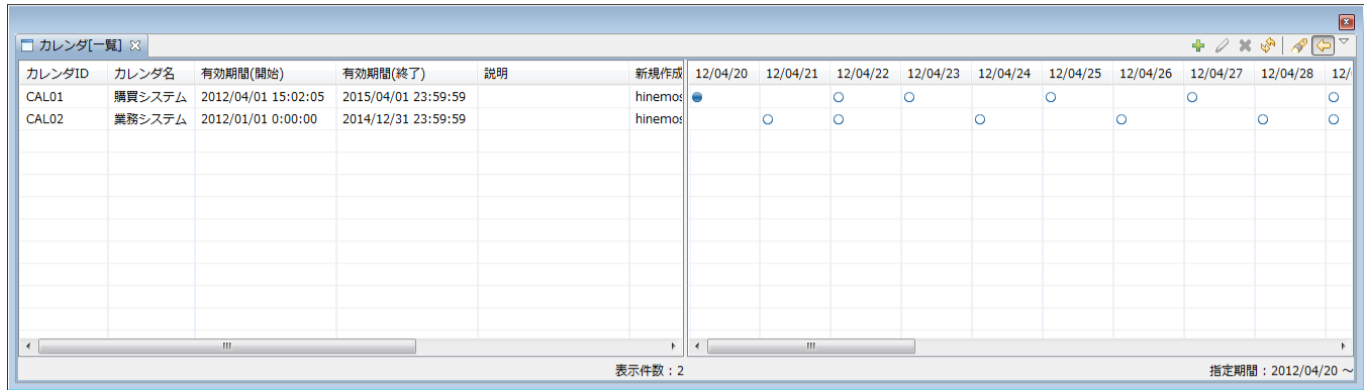 カレンダ[一覧]
カレンダID カレンダ名 有効期間(開始) 有効期間(終了) 説明 新規作成 12/04/20 12/04/21 12/04/22 12/04/23 12/04/24 12/04/25 12/04/26 12/04/27 12/04/28 12/
CAL01 購買システム 2012/04/01 15:02:05 2015/04/01 23:59:59 hinemos
CAL02 業務システム 2012/01/01 0:00:00 2014/12/31 23:59:59 hinemos
表示件数：2 指定期間：2012/04/20 ～